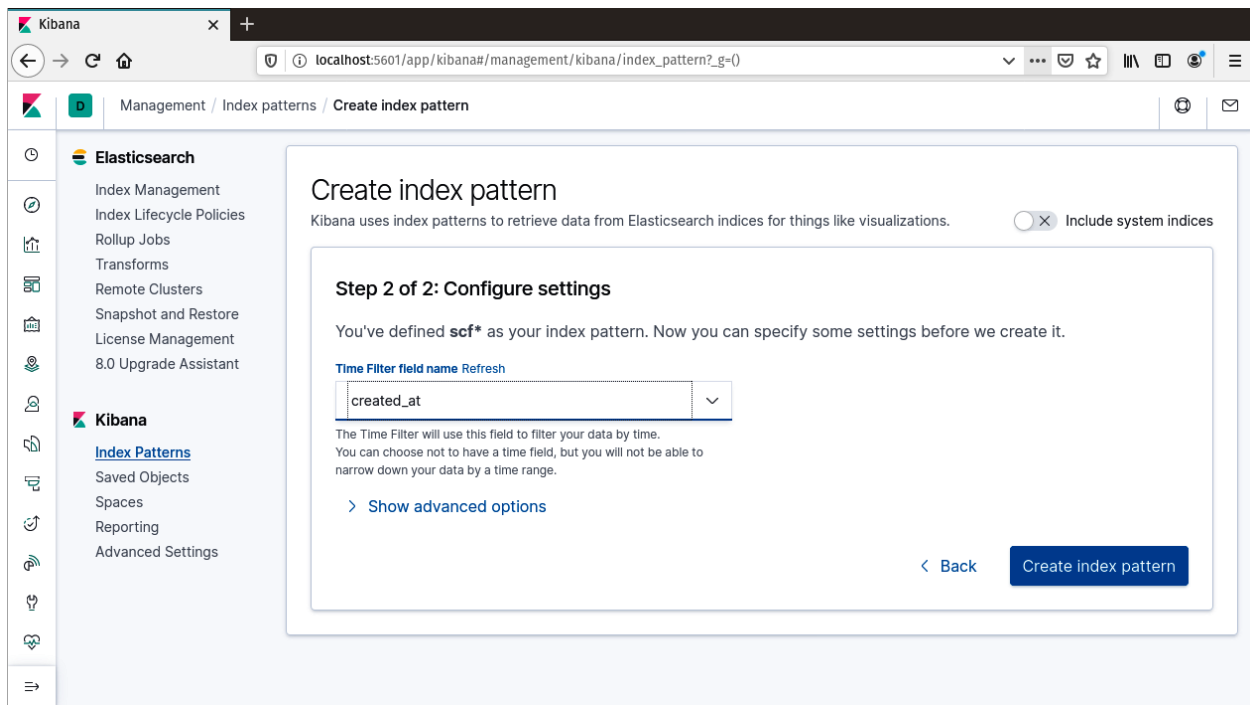 Kibana
localhost:5601/app/kibana#/management/kibana/index_pattern?_g=()
D
Management / Index patterns / Create index pattern
Elasticsearch
Index Management
Index Lifecycle Policies
Rollup Jobs
Transforms
Remote Clusters
Snapshot and Restore
License Management
8.0 Upgrade Assistant
Kibana
Index Patterns
Saved Objects
Spaces
Reporting
Advanced Settings
Create index pattern
Kibana uses index patterns to retrieve data from Elasticsearch indices for things like visualizations.
Include system indices
Step 2 of 2: Configure settings
You've defined scf* as your index pattern. Now you can specify some settings before we create it.
Time Filter field name Refresh
created_at
The Time Filter will use this field to filter your data by time.
You can choose not to have a time field, but you will not be able to
narrow down your data by a time range.
Show advanced options
Back
Create index pattern